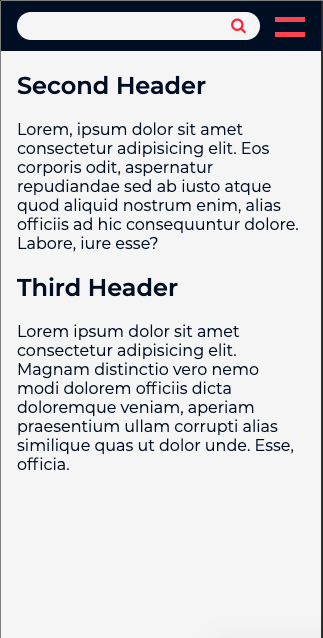 Second Header
Lorem, ipsum dolor sit amet
consectetur adipisicing elit. Eos
corporis odit, aspernatur
repudiandae sed ab iusto atque
quod aliquid nostrum enim, alias
officiis ad hic consequuntur dolore.
Labore, iure esse?
Third Header
Lorem ipsum dolor sit amet
consectetur adipisicing elit.
Magnam distinctio vero nemo
modi dolorem officiis dicta
doloremque veniam, aperiam
praesentium ullam corrupti alias
similique quas ut dolor unde. Esse,
officia.